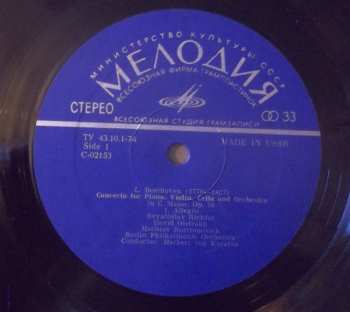 МИНИСТЕРСТВО КУЛЬТУРЫ СССР
МЕЛОДИЯ
ВСЕСОЮЗНАЯ ФИРМА ГРАМПЛАСТИНОК
СТЕРЕО
33
ВСЕСОЮЗНАЯ СТУДИЯ ГРАМЗАПИСИ
ТУ 43.10.1-74
MADE IN USSR
Side 1
C-02153
L. Beethoven (1770-1827)
Concerto for Piano, Violin, Cello and Orchestra
in C Major, Op. 56
1. Allegro
Svyatoslav Richter
David Oistrakh
Mstislav Rostropovich
Berlin Philharmonic Orchestra
Conductor Herbert von Karajan